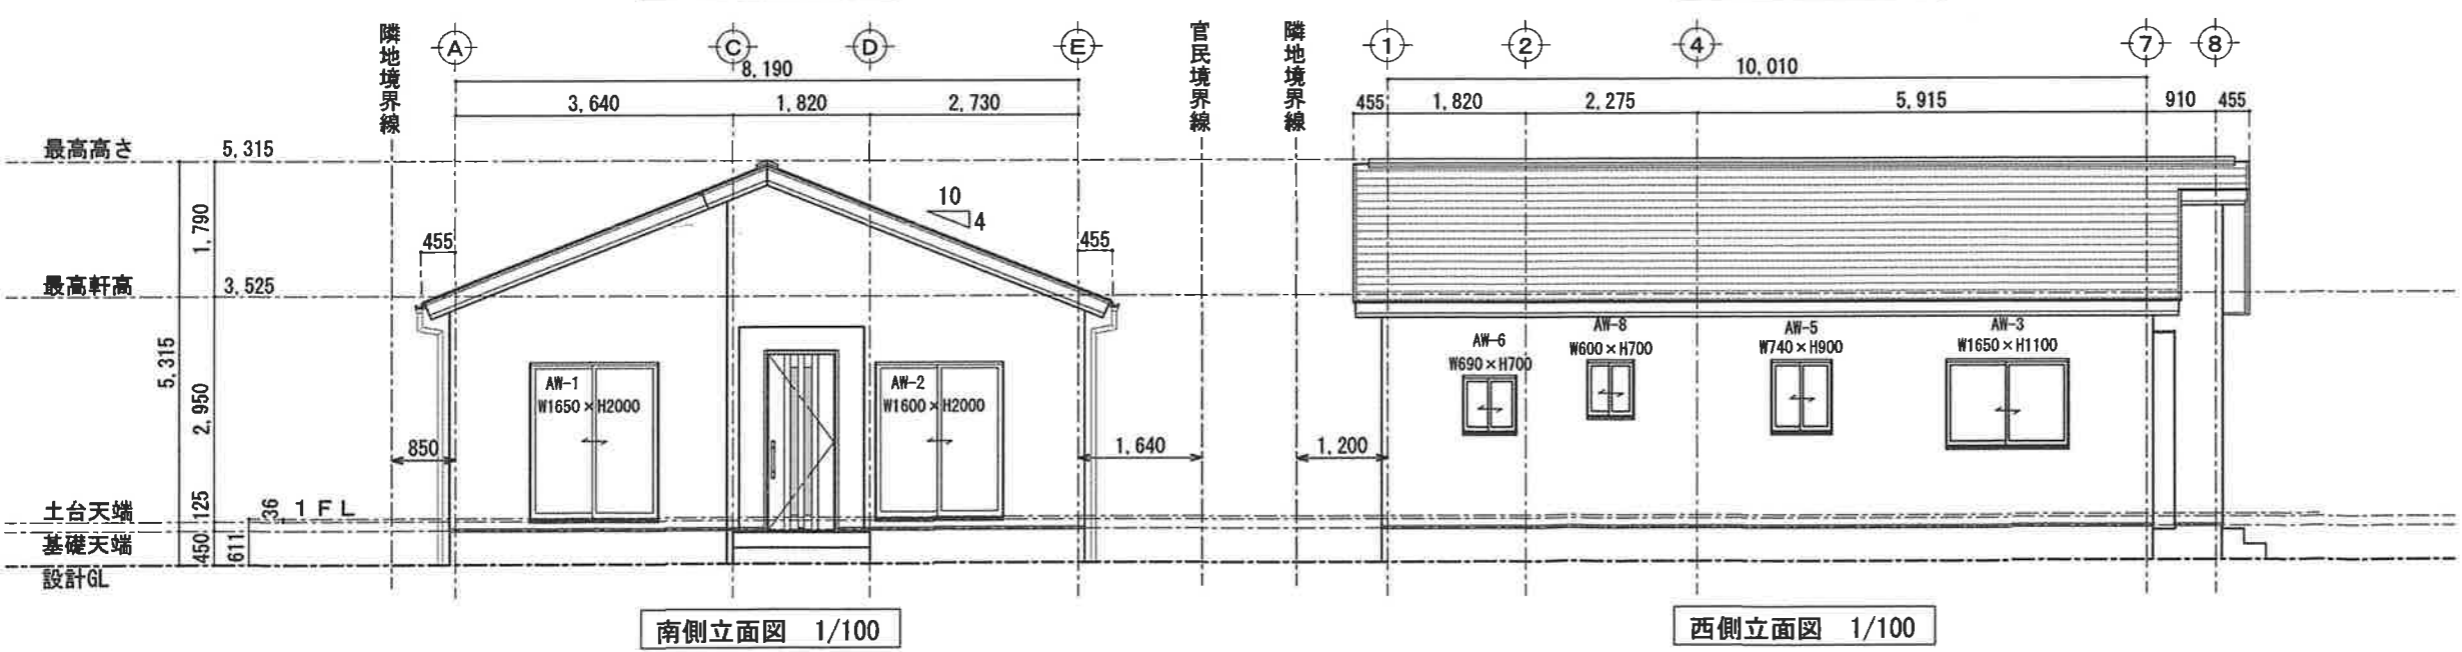 隣地境界線
A
C
D
E
官民境界線
隣地境界線
1
2
4
7
8
8,190
10,010
3,640
1,820
2,730
455
1,820
2,275
5,915
910
455
最高高さ
5,315
1,790
10
4
455
455
最高軒高
3,525
5,315
2,950
AW-1
W1650×H2000
AW-2
W1600×H2000
AW-6
W690×H700
AW-8
W600×H700
AW-5
W740×H900
AW-3
W1650×H1100
850
1,640
1,200
土台天端
125
36
1FL
基礎天端
450
611
設計GL
南側立面図 1/100
西側立面図 1/100